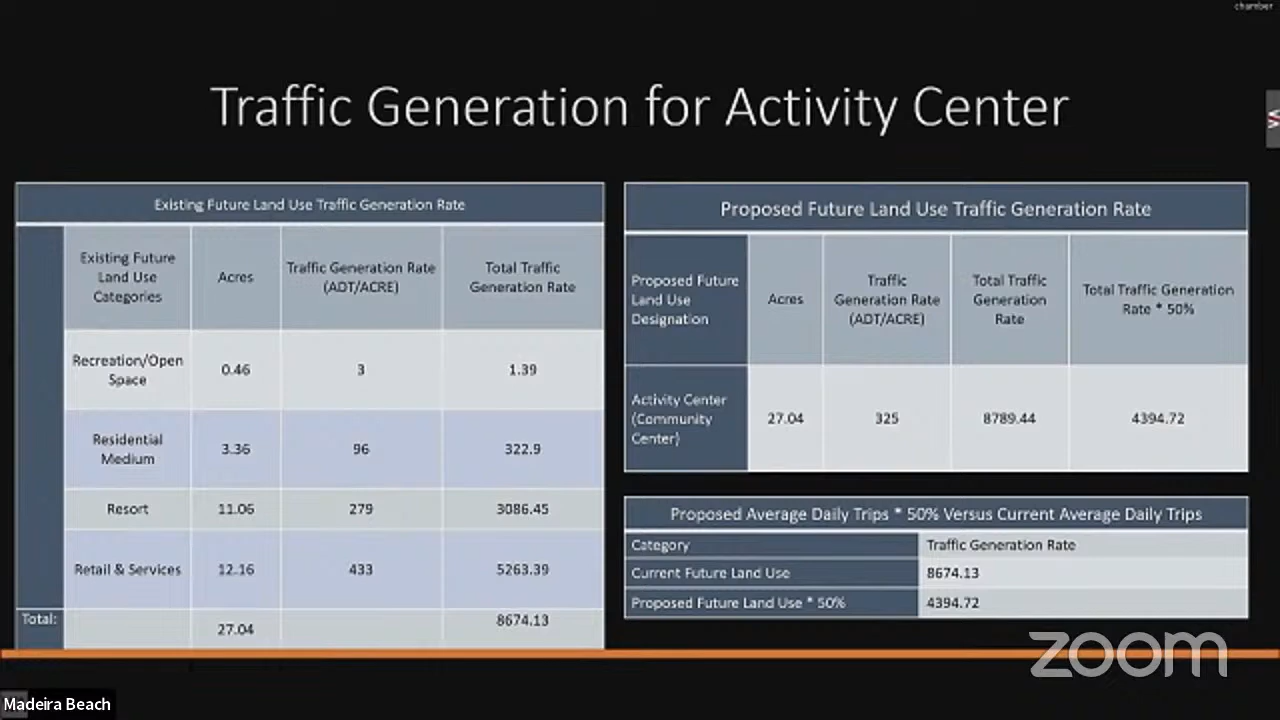 chamber
Traffic Generation for Activity Center
Existing Future Land Use Traffic Generation Rate
Existing Future
Land Use
Categories
Acres
Traffic Generation Rate
(ADT/ACRE)
Total Traffic
Generation Rate
Recreation/Open
Space
0.46
3
1.39
Residential
Medium
3.36
96
322.9
Resort
11.06
279
3086.45
Retail & Services
12.16
433
5263.39
Total:
27.04
8674.13
Proposed Future Land Use Traffic Generation Rate
Proposed Future
Land Use
Designation
Acres
Traffic
Generation Rate
(ADT/ACRE)
Total Traffic
Generation
Rate
Total Traffic Generation
Rate * 50%
Activity Center
(Community
Center)
27.04
325
8789.44
4394.72
Proposed Average Daily Trips * 50% Versus Current Average Daily Trips
Category
Traffic Generation Rate
Current Future Land Use
8674.13
Proposed Future Land Use * 50%
4394.72
zoom
Madeira Beach